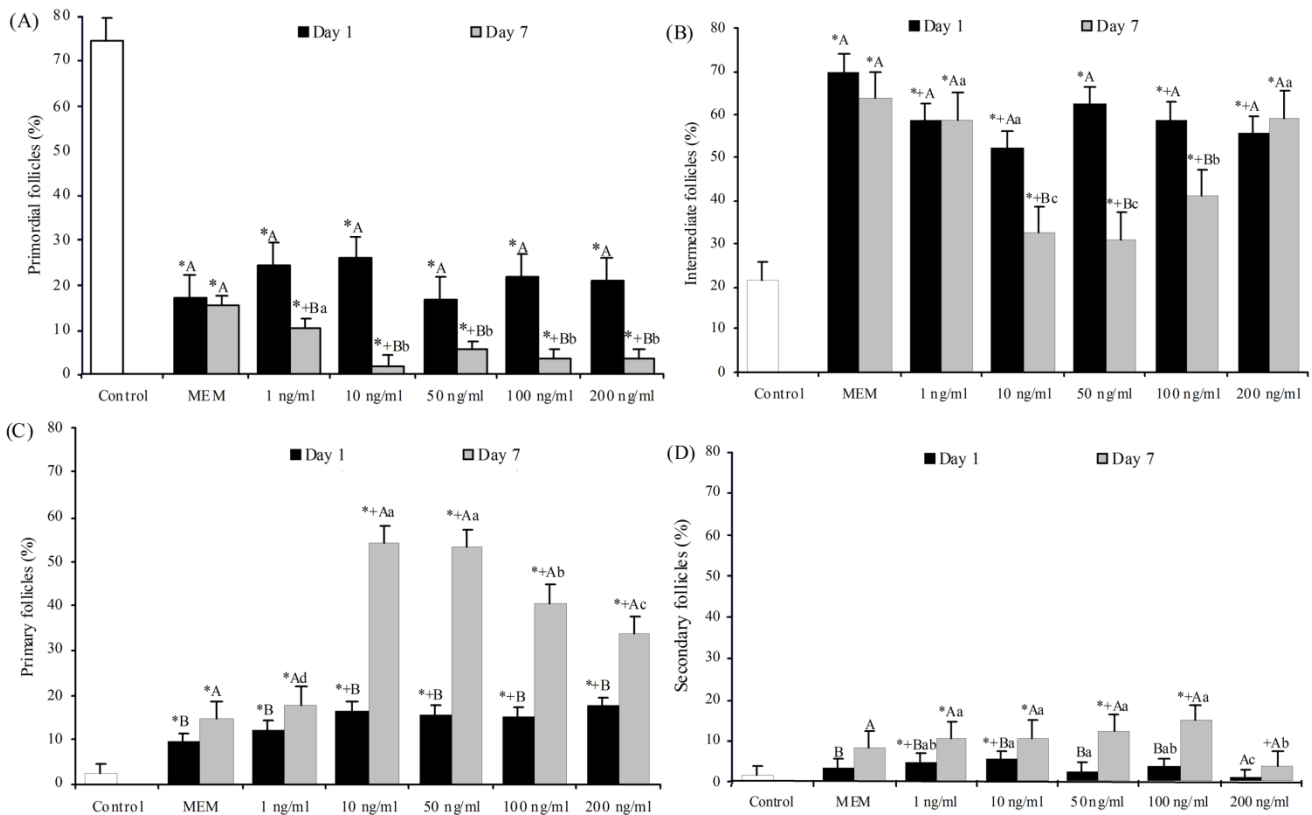 (A)
Day 1 Day 7
Primordial follicles (%)
80
70
60
50
40
30
20
10
0
*A *A *A *+Ba *A *+Bb *A *+Bb *A *+Bb *A *+Bb
Control MEM 1 ng/ml 10 ng/ml 50 ng/ml 100 ng/ml 200 ng/ml
(B)
Day 1 Day 7
Intermediate follicles (%)
80
70
60
50
40
30
20
10
0
*A *A *+A *Aa *+Aa *+Bc *A *+Bc *+A *+Bb *+A *Aa
Control MEM 1 ng/ml 10 ng/ml 50 ng/ml 100 ng/ml 200 ng/ml
(C)
Day 1 Day 7
Primary follicles (%)
80
70
60
50
40
30
20
10
0
*B *A *B *Ad *+B *+Aa *+B *+Aa *+B *+Ab *+B *+Ac
Control MEM 1 ng/ml 10 ng/ml 50 ng/ml 100 ng/ml 200 ng/ml
(D)
Day 1 Day 7
Secondary follicles (%)
80
70
60
50
40
30
20
10
0
B A *+Bab *Aa *+Ba *Aa Ba *+Aa Bab *+Aa Ac +Ab
Control MEM 1 ng/ml 10 ng/ml 50 ng/ml 100 ng/ml 200 ng/ml